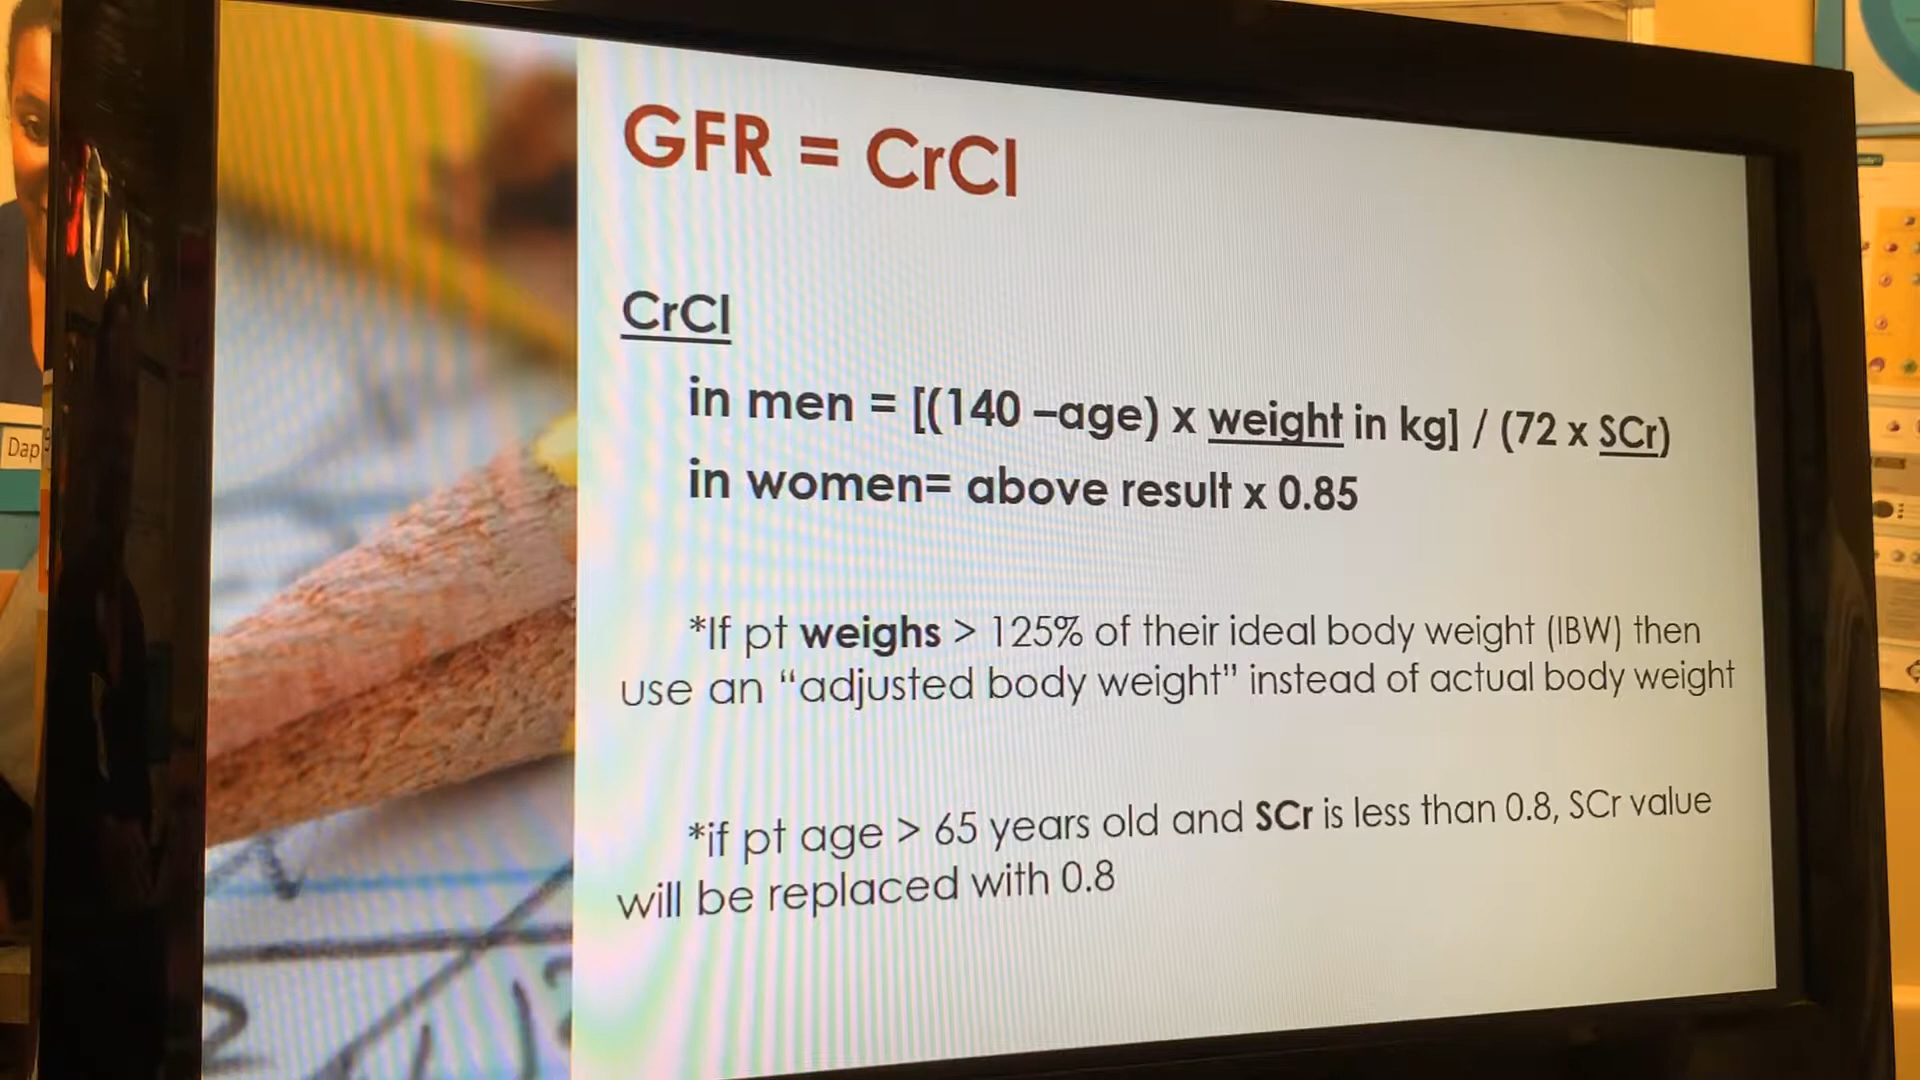 GFR = CrCl
CrCl
in men = [(140 –age) x weight in kg] / (72 x SCr)
in women= above result x 0.85
*If pt weighs > 125% of their ideal body weight (IBW) then
use an “adjusted body weight” instead of actual body weight
*if pt age > 65 years old and SCr is less than 0.8, SCr value
will be replaced with 0.8
Dap